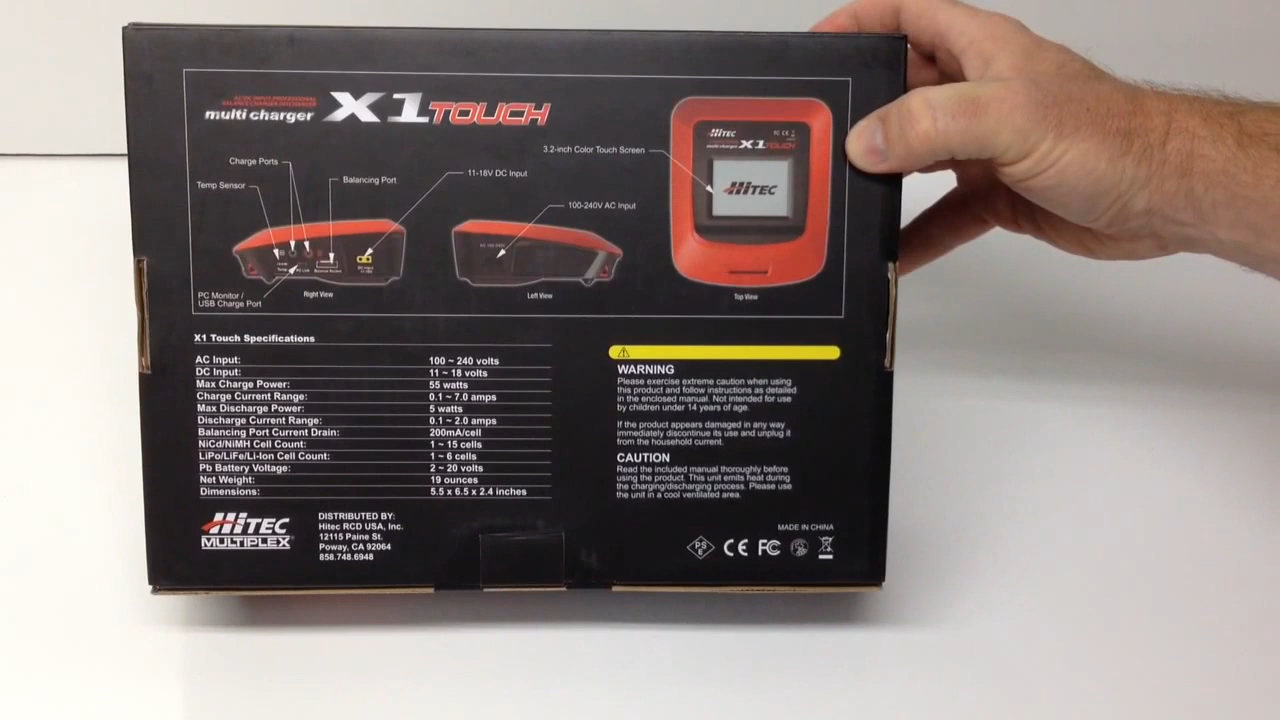 AC/DC INPUT PROFESSIONAL
BALANCE CHARGER/DISCHARGER
multi charger X1 TOUCH
Charge Ports
Temp Sensor
Balancing Port
11-18V DC Input
PC Monitor /
USB Charge Port
Right View
100-240V AC Input
Left View
3.2-inch Color Touch Screen
HiTEC
multi charger X1 TOUCH
HiTEC
Top View
X1 Touch Specifications
AC Input: 100 ~ 240 volts
DC Input: 11 ~ 18 volts
Max Charge Power: 55 watts
Charge Current Range: 0.1 ~ 7.0 amps
Max Discharge Power: 5 watts
Discharge Current Range: 0.1 ~ 2.0 amps
Balancing Port Current Drain: 200mA/cell
NiCd/NiMH Cell Count: 1 ~ 15 cells
LiPo/LiFe/Li-Ion Cell Count: 1 ~ 6 cells
Pb Battery Voltage: 2 ~ 20 volts
Net Weight: 19 ounces
Dimensions: 5.5 x 6.5 x 2.4 inches
WARNING
Please exercise extreme caution when using
this product and follow instructions as detailed
in the enclosed manual. Not intended for use
by children under 14 years of age.
If the product appears damaged in any way
immediately discontinue its use and unplug it
from the household current.
CAUTION
Read the included manual thoroughly before
using the product. This unit emits heat during
the charging/discharging process. Please use
the unit in a cool ventilated area.
HiTEC
MULTIPLEX
DISTRIBUTED BY:
Hitec RCD USA, Inc.
12115 Paine St.
Poway, CA 92064
858.748.6948
MADE IN CHINA
PS
E
CE FC